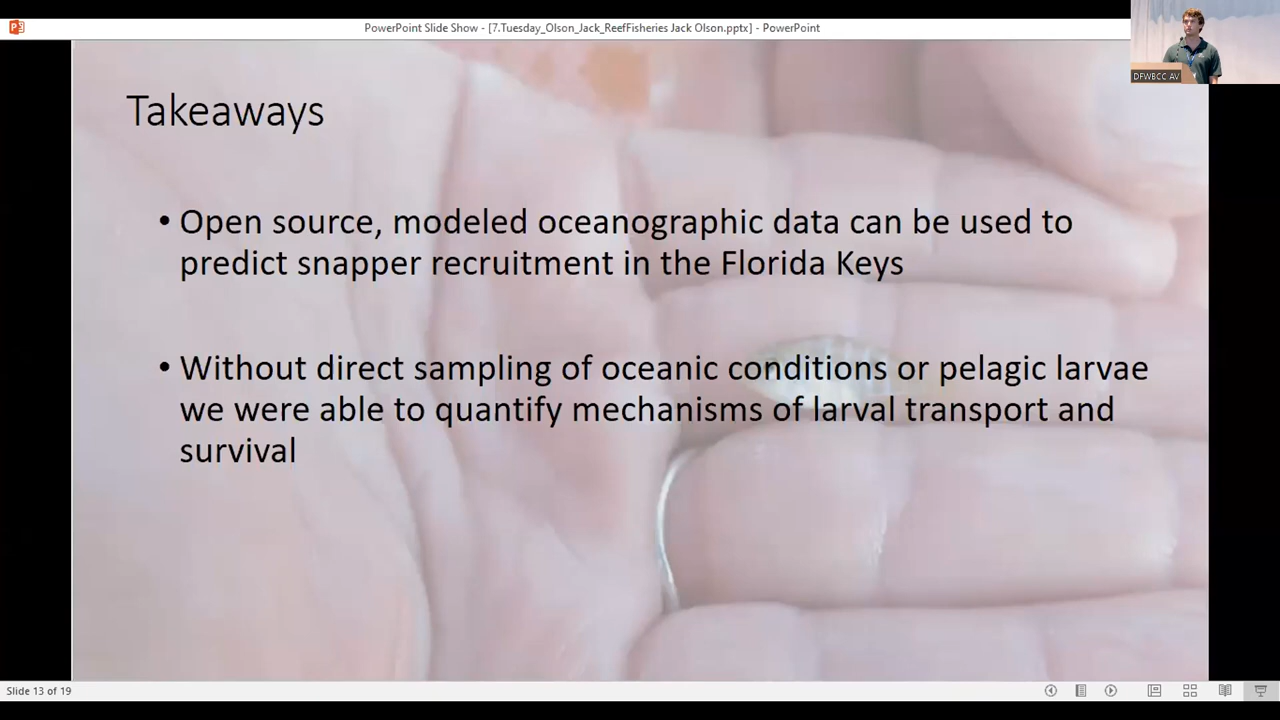 PowerPoint Slide Show - [7.Tuesday_Olson_Jack_ReefFisheries Jack Olson.pptx] - PowerPoint
DFWBCC AV
Takeaways
• Open source, modeled oceanographic data can be used to
predict snapper recruitment in the Florida Keys
• Without direct sampling of oceanic conditions or pelagic larvae
we were able to quantify mechanisms of larval transport and
survival
Slide 13 of 19